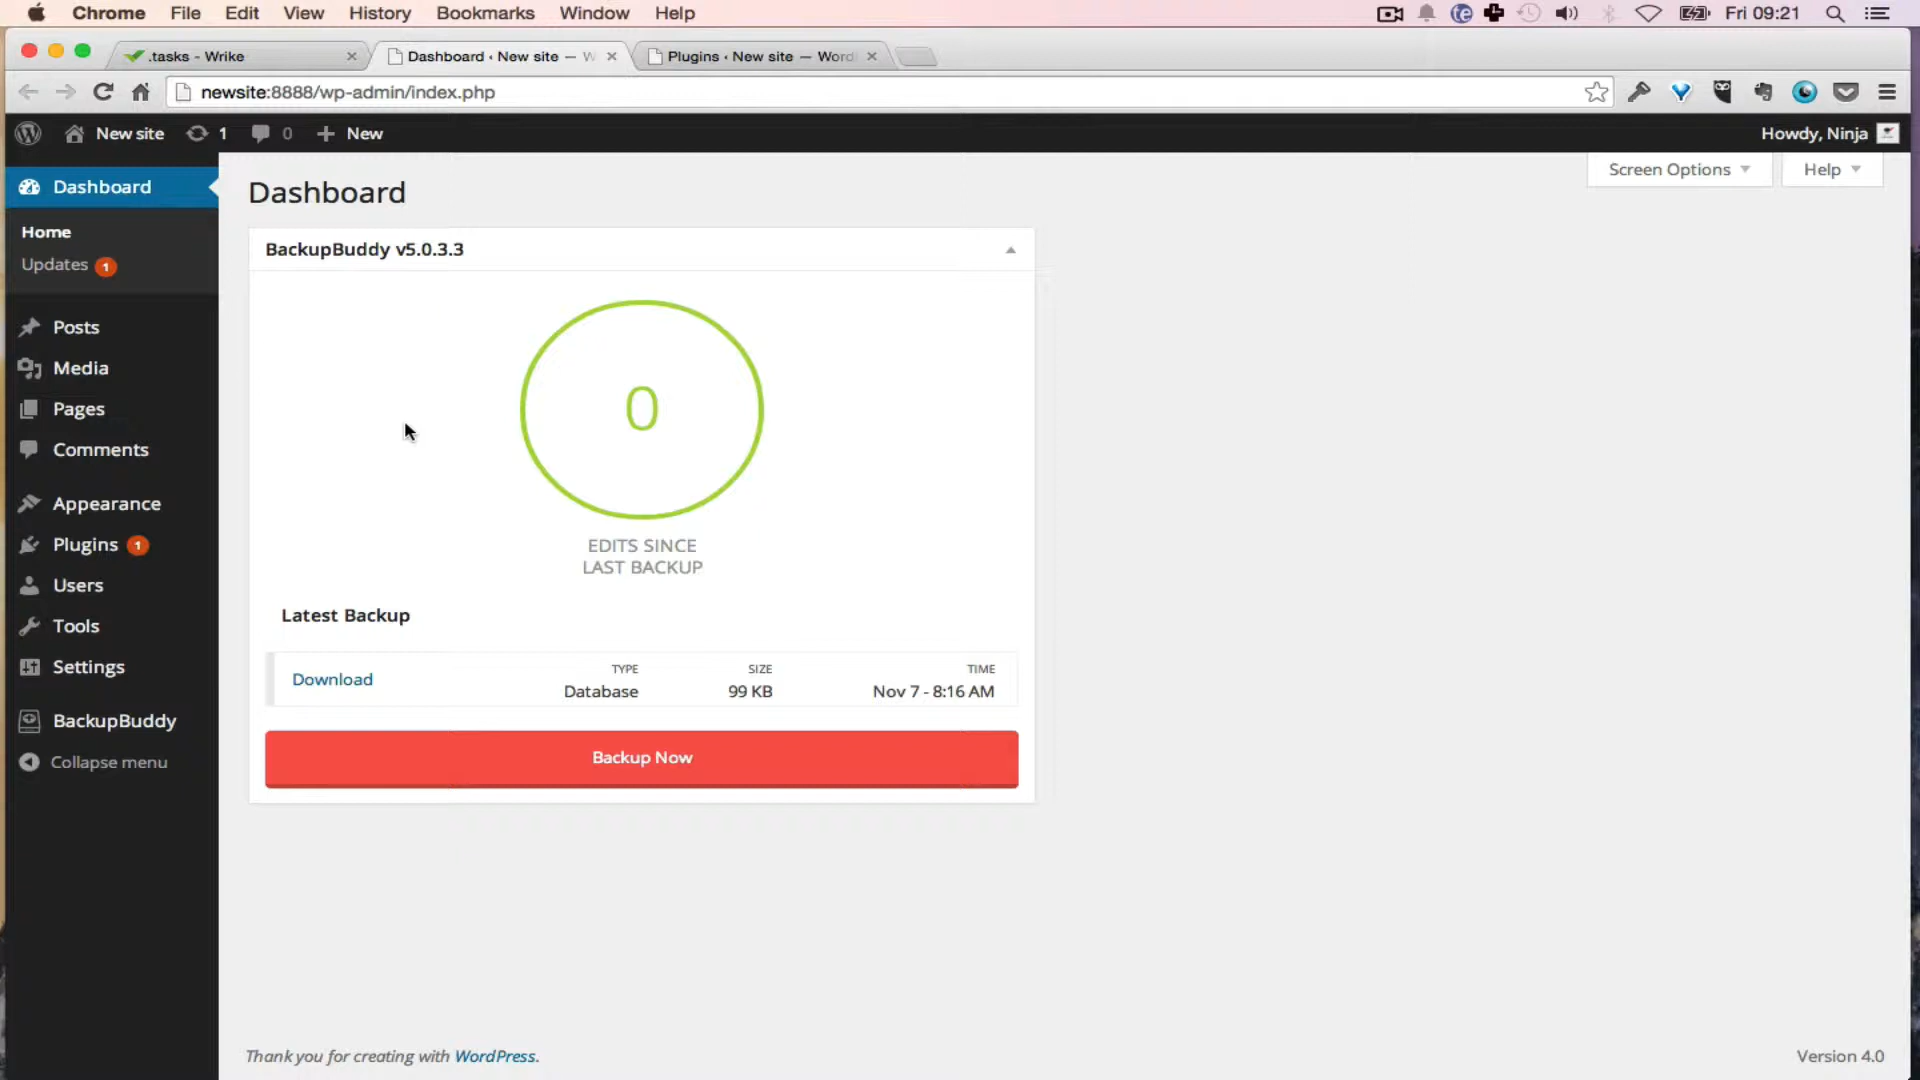 Chrome File Edit View History Bookmarks Window Help Fri 09:21
.tasks - Wrike
Dashboard ‹ New site — W
Plugins ‹ New site — Word
newsite:8888/wp-admin/index.php
New site 1 0 + New Howdy, Ninja
Screen Options Help
Dashboard
Home
Updates 1
Posts
Media
Pages
Comments
Appearance
Plugins 1
Users
Tools
Settings
BackupBuddy
Collapse menu
Dashboard
BackupBuddy v5.0.3.3
0
EDITS SINCE
LAST BACKUP
Latest Backup
TYPE SIZE TIME
Download Database 99 KB Nov 7 - 8:16 AM
Backup Now
Thank you for creating with WordPress. Version 4.0